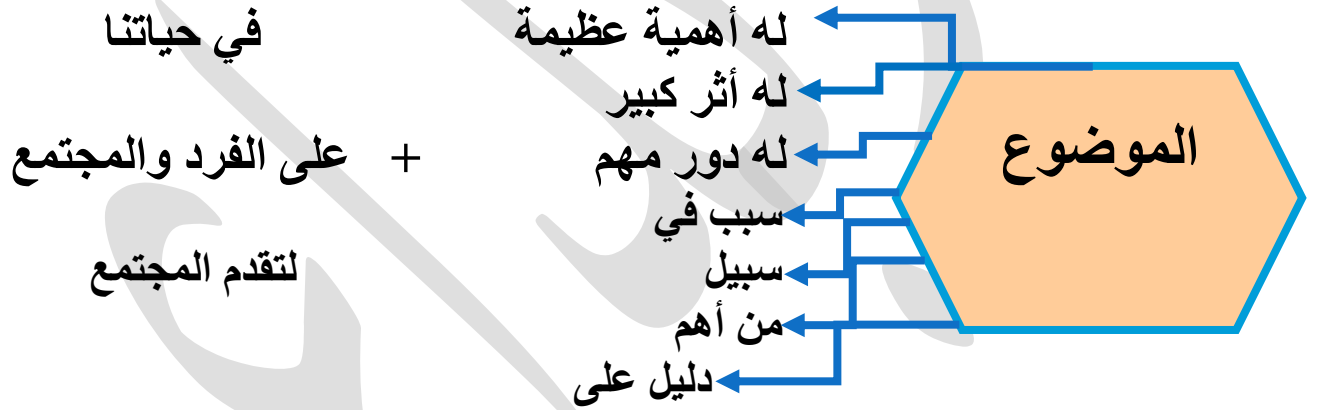 الموضوع
له أهمية عظيمة في حياتنا
له أثر كبير
له دور مهم + على الفرد والمجتمع
سبب في
سبيل لتقدم المجتمع
من أهم
دليل على